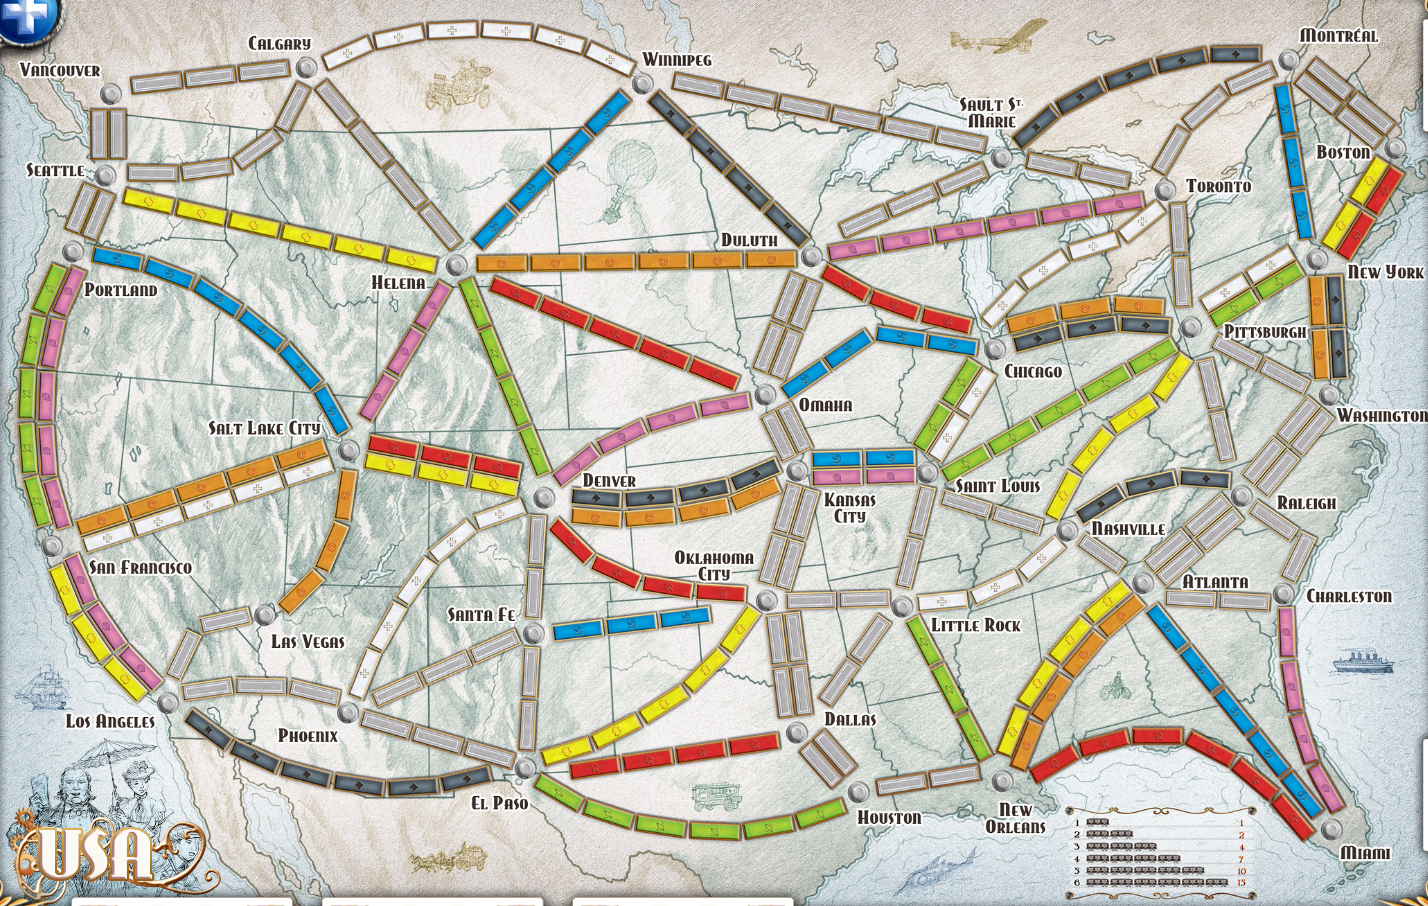 CALGARY
VANCOUVER
WINNIPEG
MONTRÉAL
SAULT ST.
MARIE
SEATTLE
BOSTON
TORONTO
DULUTH
HELENA
PORTLAND
NEW YORK
PITTSBURGH
CHICAGO
OMAHA
SALT LAKE CITY
WASHINGTON
DENVER
SAINT LOUIS
KANSAS
CITY
RALEIGH
NASHVILLE
OKLAHOMA
CITY
SAN FRANCISCO
ATLANTA
CHARLESTON
SANTA FE
LITTLE ROCK
LAS VEGAS
LOS ANGELES
PHOENIX
DALLAS
EL PASO
HOUSTON
NEW
ORLEANS
MIAMI
USA
1 1
2 2
3 4
4 7
5 10
6 15